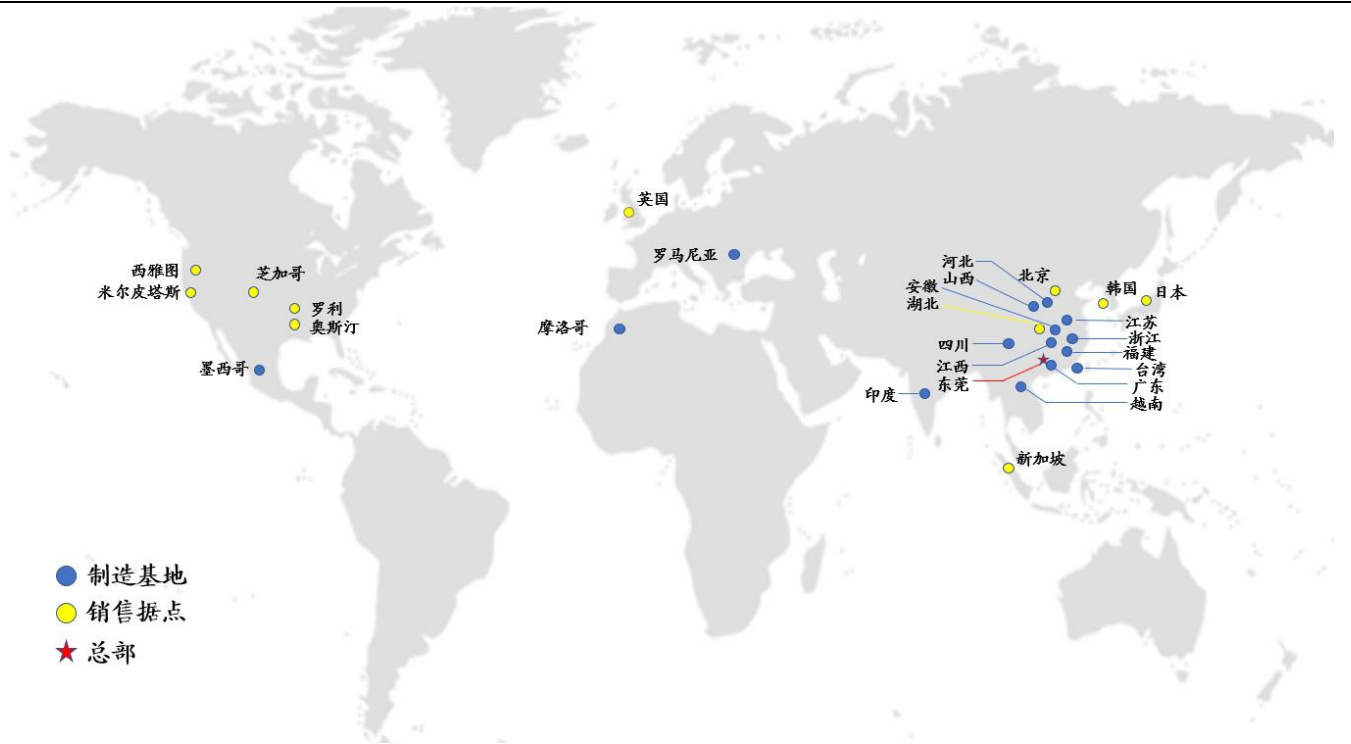 英国
罗马尼亚
西雅图
芝加哥
米尔皮塔斯
罗利
奥斯汀
墨西哥
摩洛哥
河北
北京
山西
安徽
湖北
韩国
日本
江苏
浙江
四川
福建
江西
台湾
东莞
广东
印度
越南
新加坡
制造基地
销售据点
总部